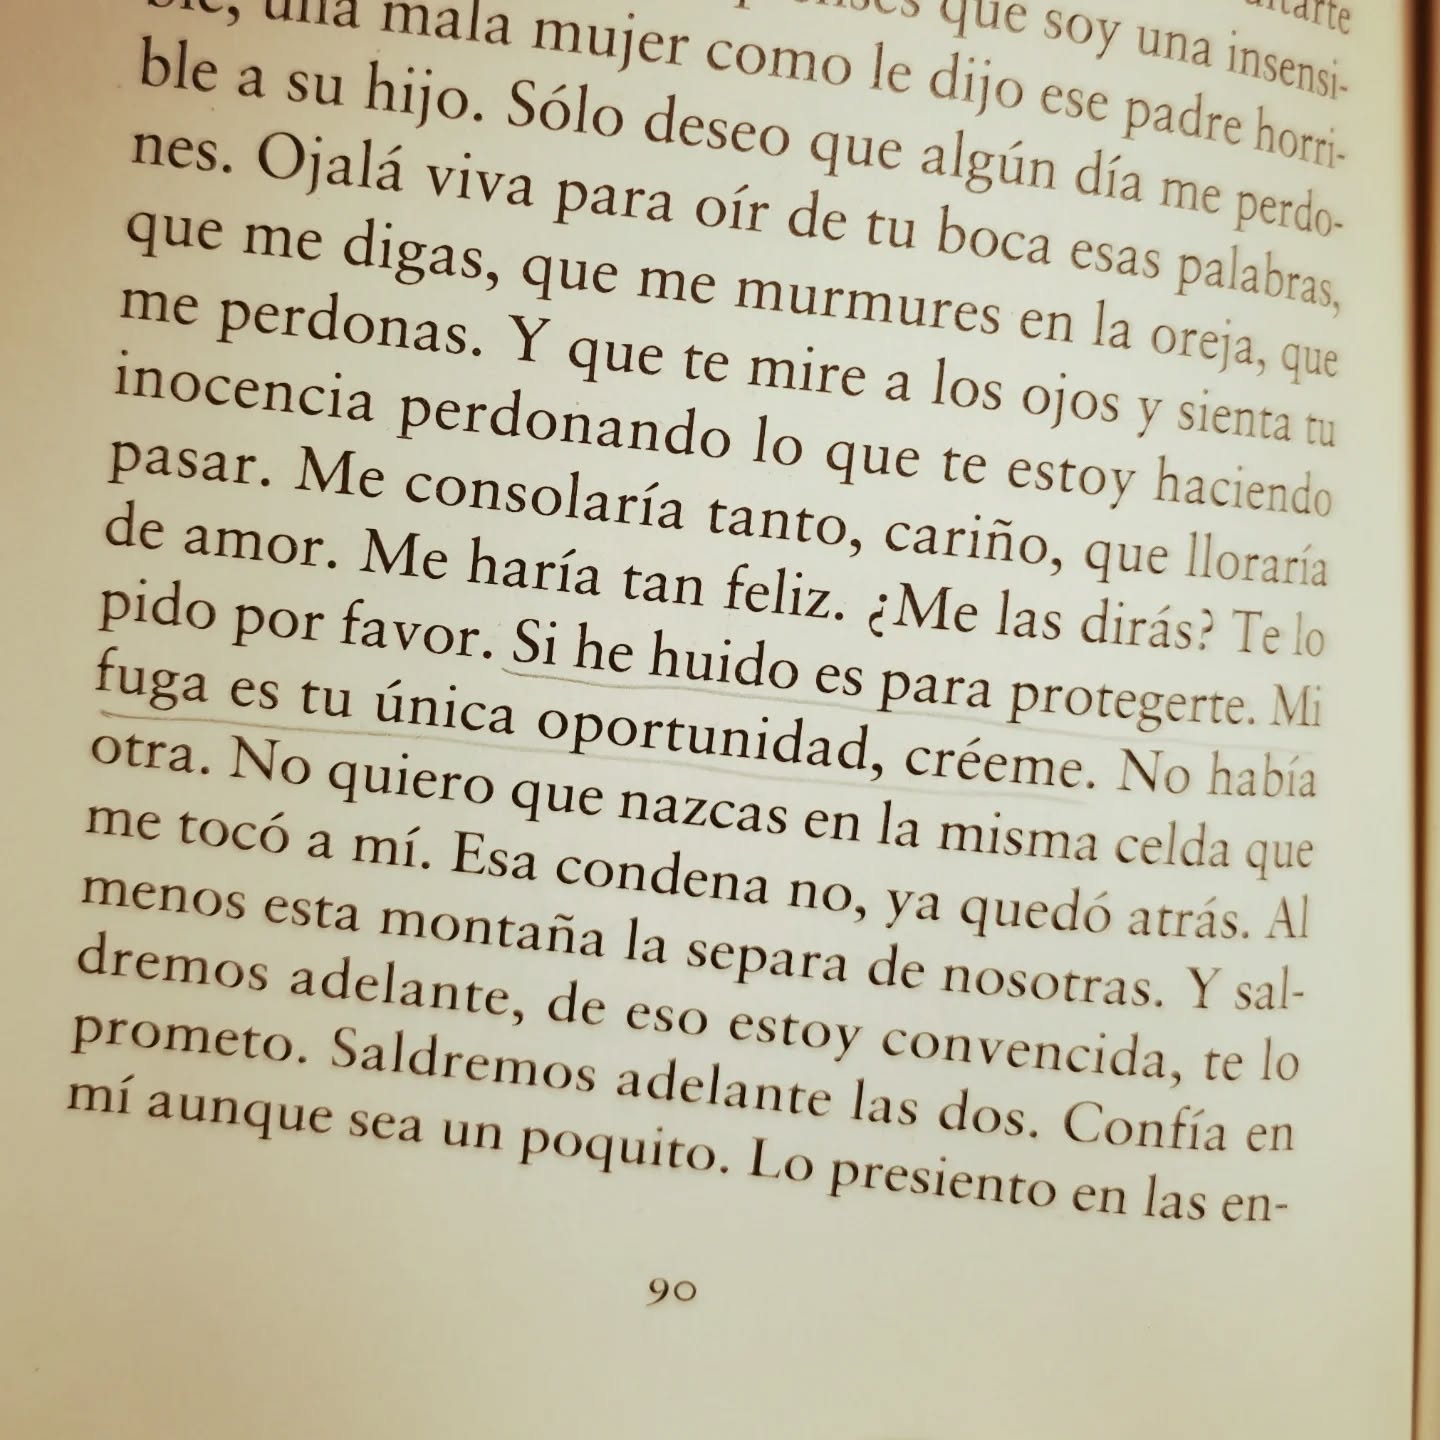 que soy una insensi-
una mala mujer como le dijo ese padre horri-
ble a su hijo. Sólo deseo que algún día me perdo-
nes. Ojalá viva para oír de tu boca esas palabras,
que me digas, que me murmures en la oreja, que
me perdonas. Y que te mire a los ojos y sienta tu
inocencia perdonando lo que te estoy haciendo
pasar. Me consolaría tanto, cariño, que lloraría
de amor. Me haría tan feliz. ¿Me las dirás? Te lo
pido por favor. Si he huido es para protegerte. Mi
fuga es tu única oportunidad, créeme. No había
otra. No quiero que nazcas en la misma celda que
me tocó a mí. Esa condena no, ya quedó atrás. Al
menos esta montaña la separa de nosotras. Y sal-
dremos adelante, de eso estoy convencida, te lo
prometo. Saldremos adelante las dos. Confía en
mí aunque sea un poquito. Lo presiento en las en-
90